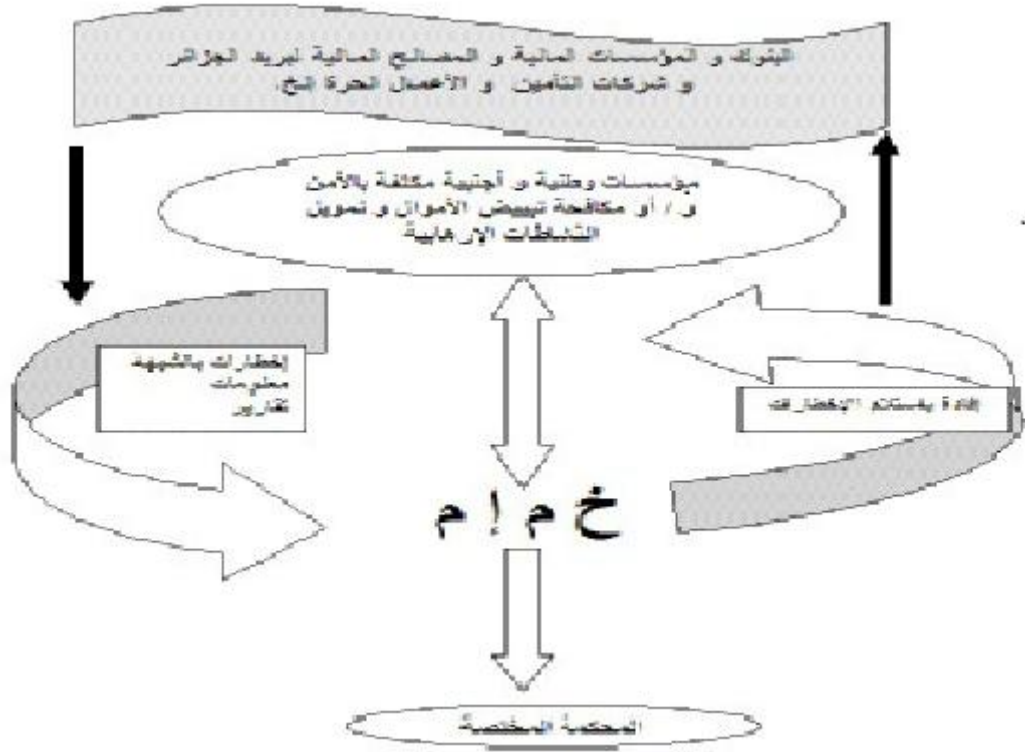 البنوك و المؤسسات المالية و المصالح المالية لبريد الجزائر
و شركات التأمين و الأعمال الحرة إلخ.
مؤسسات وطنية و أجنبية مكلفة بالأمن
و / أو مكافحة تبييض الأموال و تمويل
النشاطات الإرهابية
إخطارات بالشبهة
معلومات
تقارير
إفادة باستلام الإخطارات
خ م إ م
المحكمة المختصة